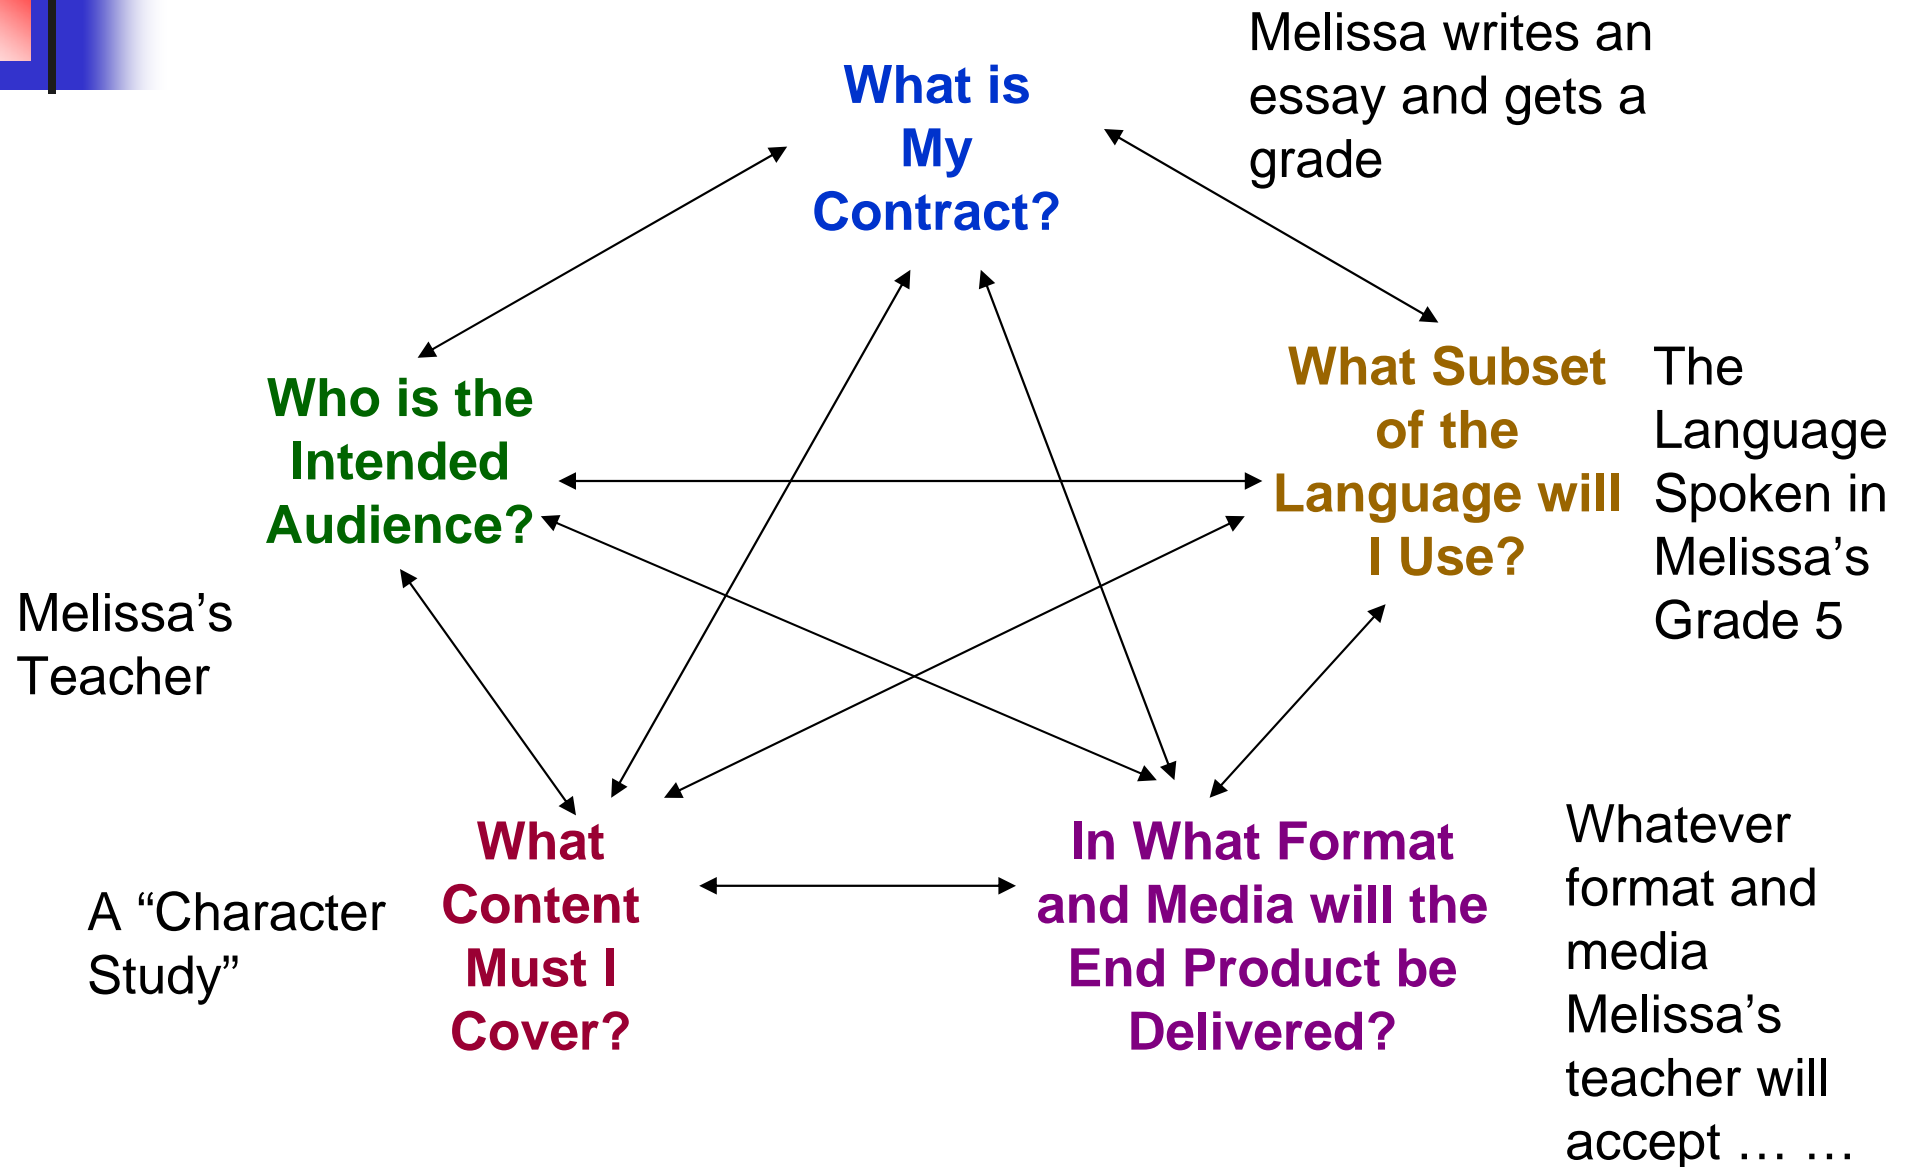 Melissa writes an
essay and gets a
grade
What is
My
Contract?
Who is the
Intended
Audience?
What Subset
of the
Language will
I Use?
The
Language
Spoken in
Melissa’s
Grade 5
Melissa’s
Teacher
A “Character
Study”
What
Content
Must I
Cover?
In What Format
and Media will the
End Product be
Delivered?
Whatever
format and
media
Melissa’s
teacher will
accept … …